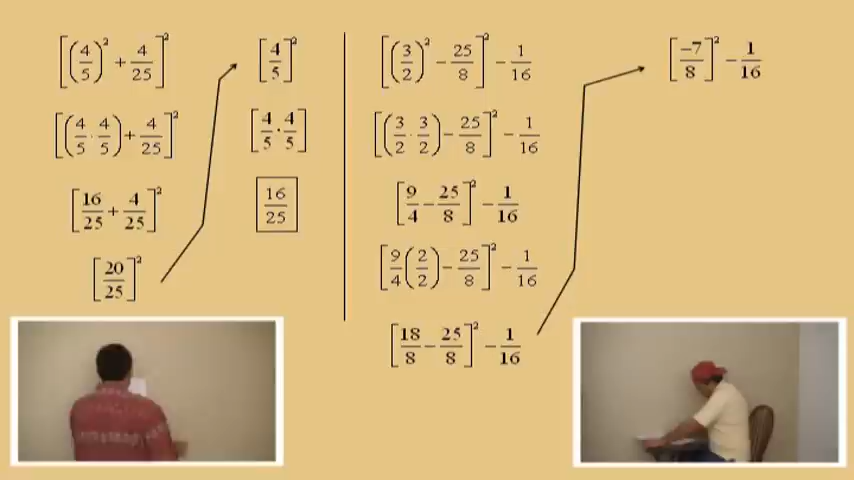 [(4/5)² + 4/25]²
[(4/5 · 4/5) + 4/25]²
[16/25 + 4/25]²
[20/25]²
[4/5]²
[4/5 · 4/5]
16/25
[(3/2)² − 25/8]² − 1/16
[(3/2 · 3/2) − 25/8]² − 1/16
[9/4 − 25/8]² − 1/16
[9/4(2/2) − 25/8]² − 1/16
[18/8 − 25/8]² − 1/16
[−7/8]² − 1/16